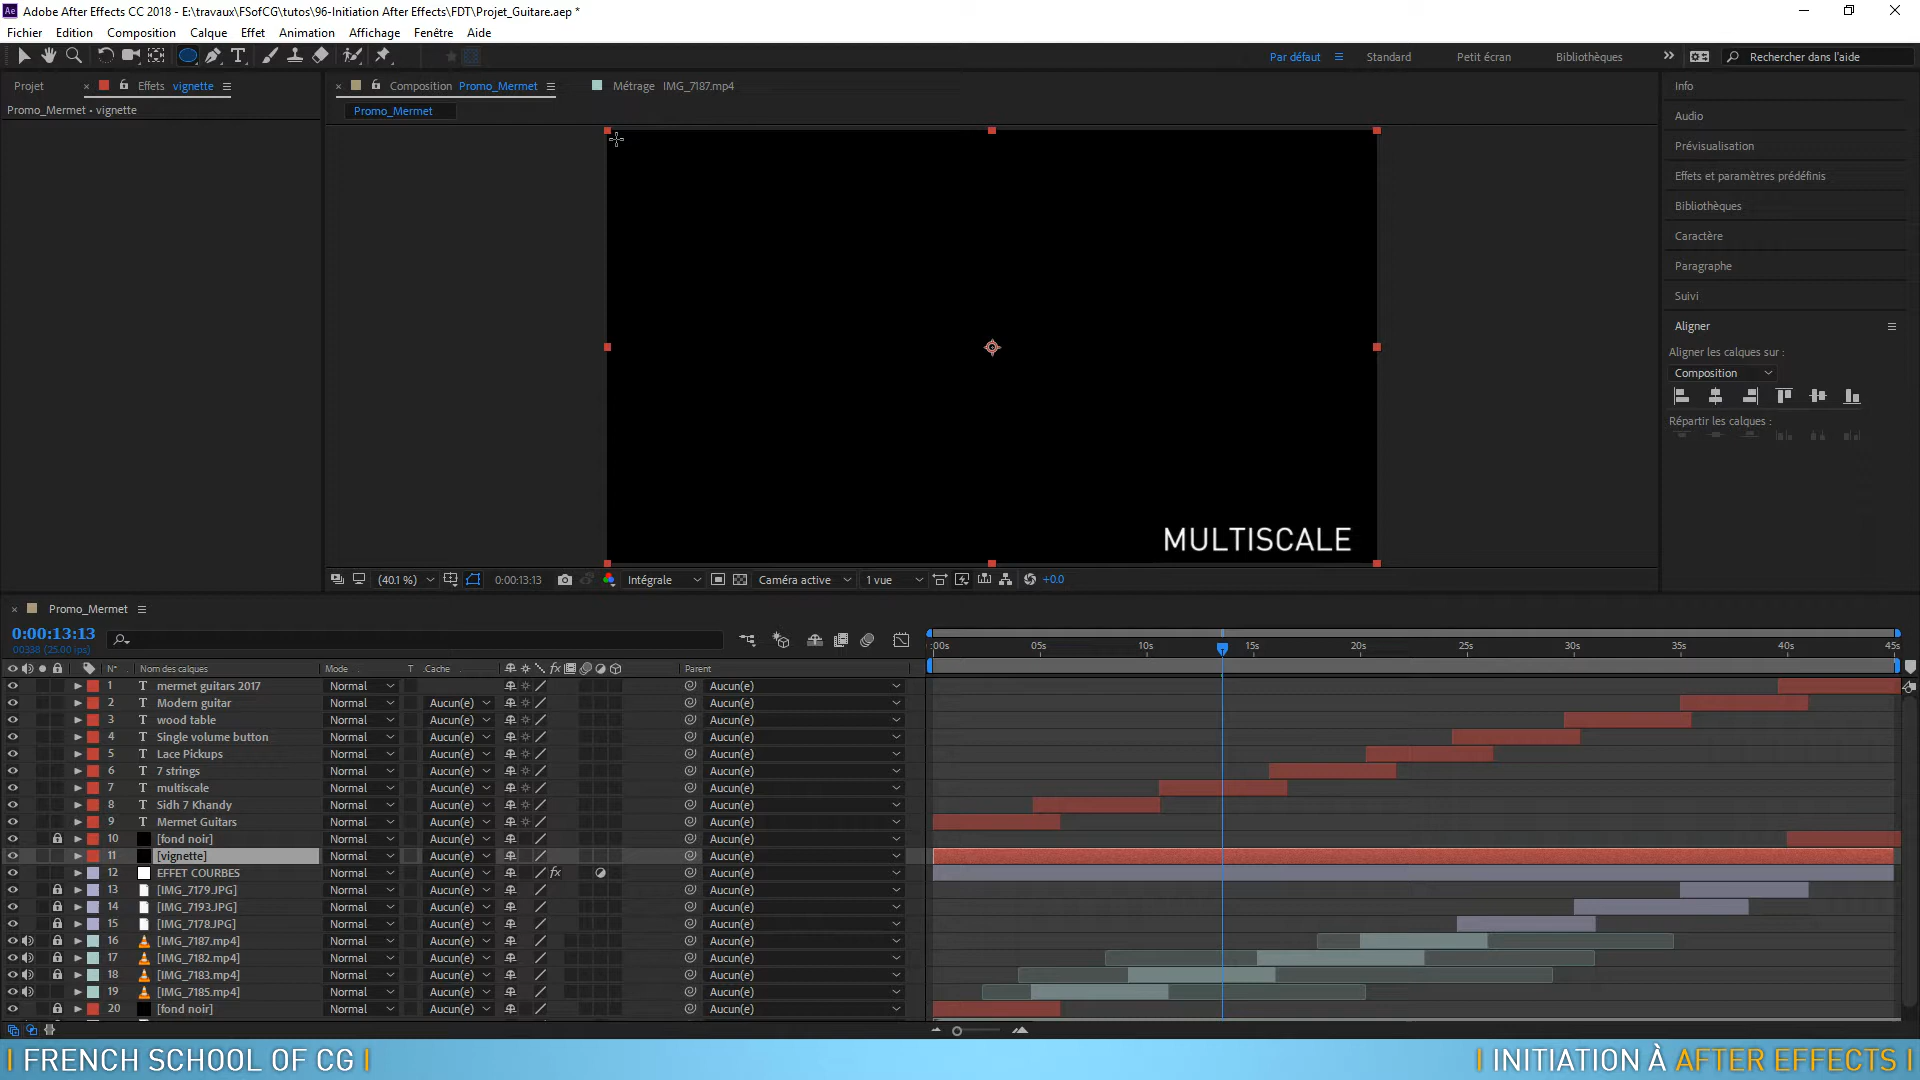 Adobe After Effects CC 2018 - E:\travaux\FSofCG\tutos\96-Initiation After Effects\FDT\Projet_Guitare.aep *
Fichier Edition Composition Calque Effet Animation Affichage Fenêtre Aide
Par défaut Standard Petit écran Bibliothèques Rechercher dans l'aide
Projet Effets vignette Composition Promo_Mermet Métrage IMG_7187.mp4 Info
Promo_Mermet • vignette Promo_Mermet
Audio
Prévisualisation
Effets et paramètres prédéfinis
Bibliothèques
Caractère
Paragraphe
Suivi
Aligner
Aligner les calques sur :
Composition
Répartir les calques :
MULTISCALE
(40.1 %) 0:00:13:13 Intégrale Caméra active 1 vue +0.0
Promo_Mermet
0:00:13:13
00338 (25.00 ips)
:00s 05s 10s 15s 20s 25s 30s 35s 45s
N° Nom des calques Mode T .Cache fx Parent
1 T mermet guitars 2017 Normal Aucun(e)
2 T Modern guitar Normal Aucun(e) Aucun(e)
3 T wood table Normal Aucun(e) Aucun(e)
4 T Single volume button Normal Aucun(e) Aucun(e)
5 T Lace Pickups Normal Aucun(e) Aucun(e)
6 T 7 strings Normal Aucun(e) Aucun(e)
7 T multiscale Normal Aucun(e) Aucun(e)
8 T Sidh 7 Khandy Normal Aucun(e) Aucun(e)
9 T Mermet Guitars Normal Aucun(e) Aucun(e)
10 [fond noir] Normal Aucun(e) Aucun(e)
11 [vignette] Normal Aucun(e) Aucun(e)
12 EFFET COURBES Normal Aucun(e) fx Aucun(e)
13 [IMG_7179.JPG] Normal Aucun(e) Aucun(e)
14 [IMG_7193.JPG] Normal Aucun(e) Aucun(e)
15 [IMG_7178.JPG] Normal Aucun(e) Aucun(e)
16 [IMG_7187.mp4] Normal Aucun(e) Aucun(e)
17 [IMG_7182.mp4] Normal Aucun(e) Aucun(e)
18 [IMG_7183.mp4] Normal Aucun(e) Aucun(e)
19 [IMG_7185.mp4] Normal Aucun(e) Aucun(e)
20 [fond noir] Normal Aucun(e) Aucun(e)
| FRENCH SCHOOL OF CG | | INITIATION À AFTER EFFECTS |